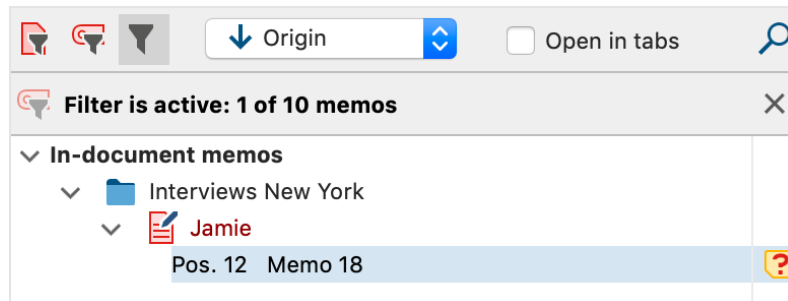 Origin Open in tabs
Filter is active: 1 of 10 memos
In-document memos
Interviews New York
Jamie
Pos. 12 Memo 18
?